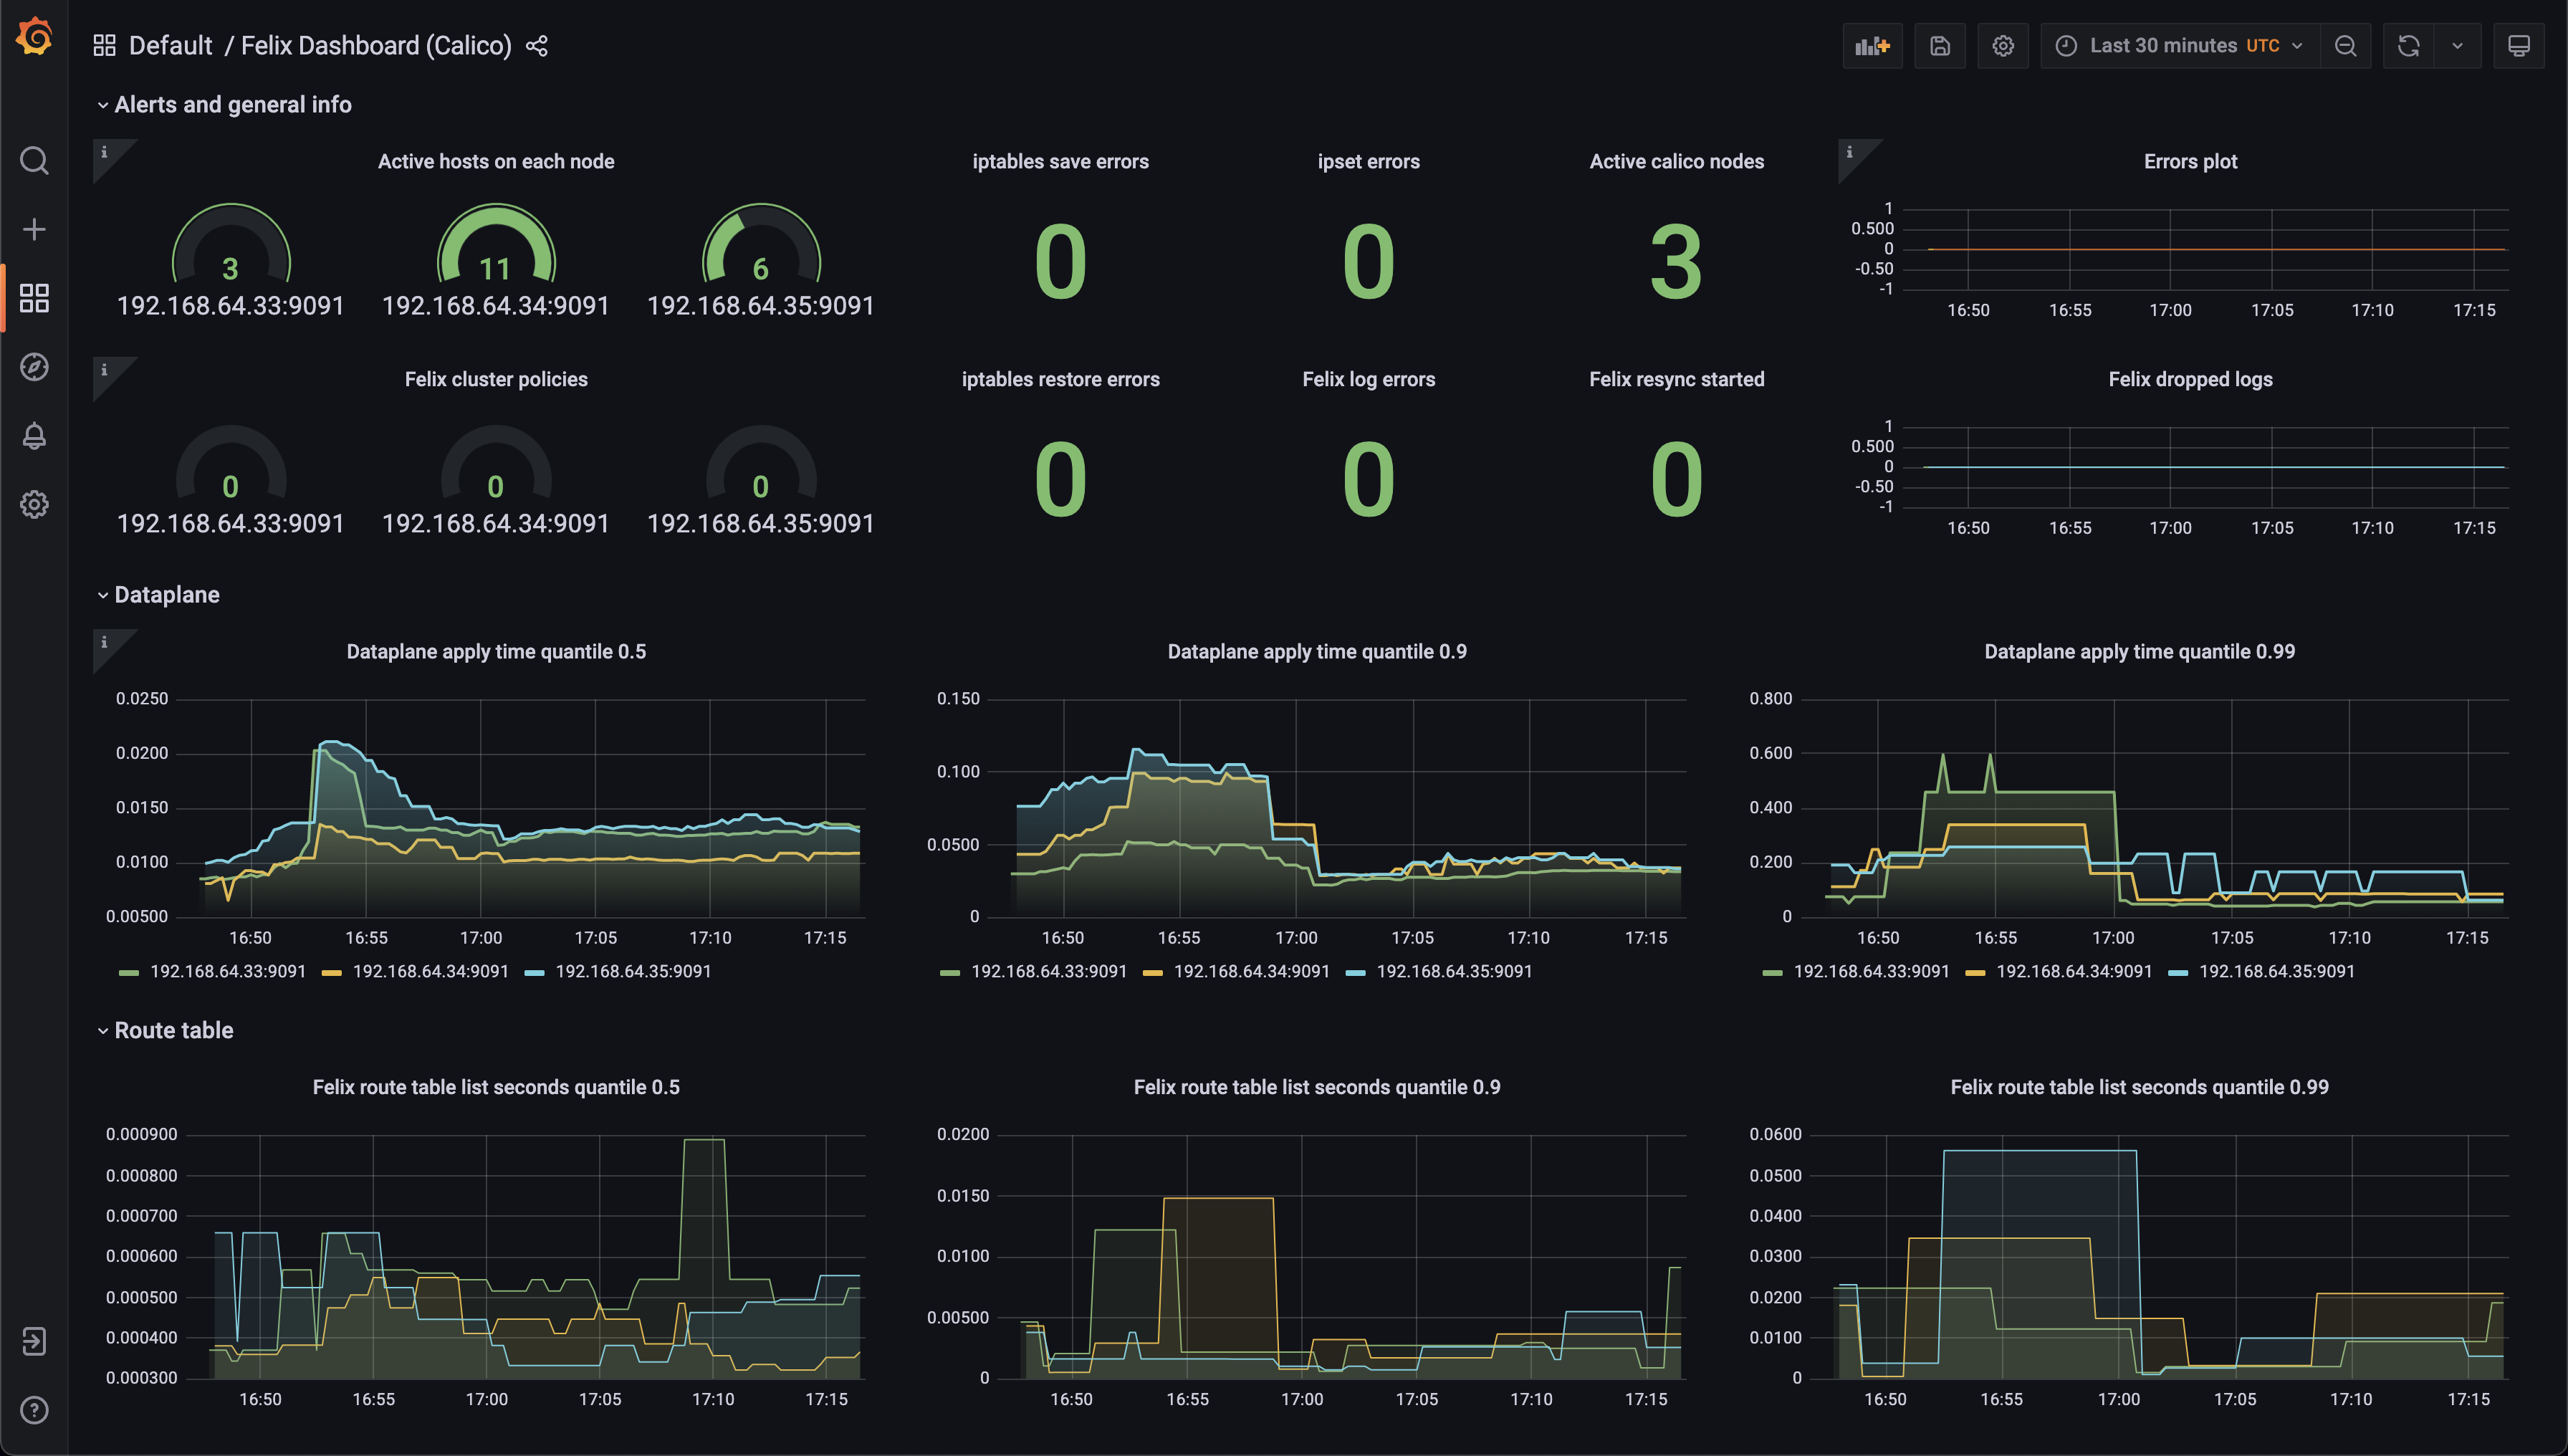 Default / Felix Dashboard (Calico)
Last 30 minutes UTC
Alerts and general info
Active hosts on each node
3
192.168.64.33:9091
11
192.168.64.34:9091
6
192.168.64.35:9091
iptables save errors
0
ipset errors
0
Active calico nodes
3
Errors plot
1
0.500
0
-0.50
-1
16:50 16:55 17:00 17:05 17:10 17:15
Felix cluster policies
0
192.168.64.33:9091
0
192.168.64.34:9091
0
192.168.64.35:9091
iptables restore errors
0
Felix log errors
0
Felix resync started
0
Felix dropped logs
1
0.500
0
-0.50
-1
16:50 16:55 17:00 17:05 17:10 17:15
Dataplane
Dataplane apply time quantile 0.5
0.0250
0.0200
0.0150
0.0100
0.00500
16:50 16:55 17:00 17:05 17:10 17:15
192.168.64.33:9091 192.168.64.34:9091 192.168.64.35:9091
Dataplane apply time quantile 0.9
0.150
0.100
0.0500
0
16:50 16:55 17:00 17:05 17:10 17:15
192.168.64.33:9091 192.168.64.34:9091 192.168.64.35:9091
Dataplane apply time quantile 0.99
0.800
0.600
0.400
0.200
0
16:50 16:55 17:00 17:05 17:10 17:15
192.168.64.33:9091 192.168.64.34:9091 192.168.64.35:9091
Route table
Felix route table list seconds quantile 0.5
0.000900
0.000800
0.000700
0.000600
0.000500
0.000400
0.000300
16:50 16:55 17:00 17:05 17:10 17:15
Felix route table list seconds quantile 0.9
0.0200
0.0150
0.0100
0.00500
0
16:50 16:55 17:00 17:05 17:10 17:15
Felix route table list seconds quantile 0.99
0.0600
0.0500
0.0400
0.0300
0.0200
0.0100
0
16:50 16:55 17:00 17:05 17:10 17:15